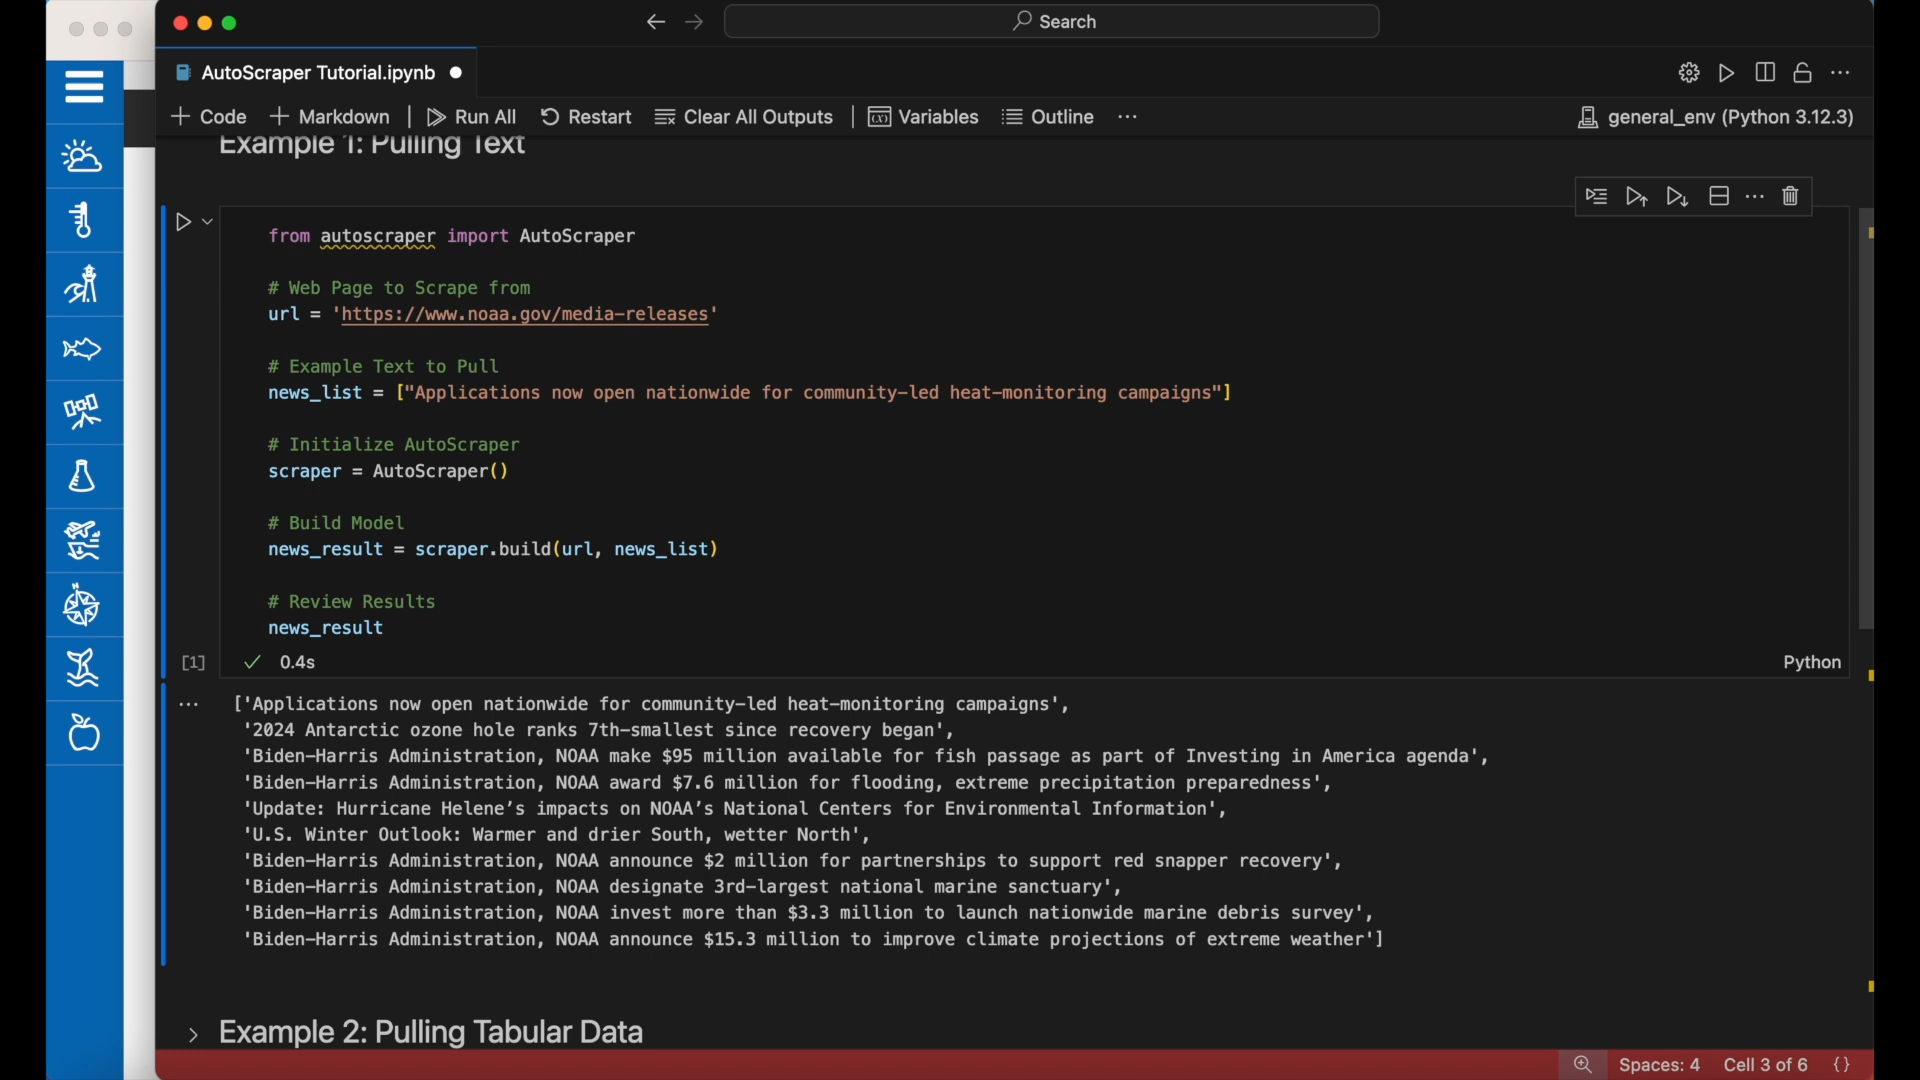 Search
AutoScraper Tutorial.ipynb
Code Markdown Run All Restart Clear All Outputs Variables Outline ... general_env (Python 3.12.3)
Example 1: Pulling Text
from autoscraper import AutoScraper
# Web Page to Scrape from
url = 'https://www.noaa.gov/media-releases'
# Example Text to Pull
news_list = ["Applications now open nationwide for community-led heat-monitoring campaigns"]
# Initialize AutoScraper
scraper = AutoScraper()
# Build Model
news_result = scraper.build(url, news_list)
# Review Results
news_result
[1] 0.4s Python
['Applications now open nationwide for community-led heat-monitoring campaigns',
'2024 Antarctic ozone hole ranks 7th-smallest since recovery began',
'Biden-Harris Administration, NOAA make $95 million available for fish passage as part of Investing in America agenda',
'Biden-Harris Administration, NOAA award $7.6 million for flooding, extreme precipitation preparedness',
'Update: Hurricane Helene’s impacts on NOAA’s National Centers for Environmental Information',
'U.S. Winter Outlook: Warmer and drier South, wetter North',
'Biden-Harris Administration, NOAA announce $2 million for partnerships to support red snapper recovery',
'Biden-Harris Administration, NOAA designate 3rd-largest national marine sanctuary',
'Biden-Harris Administration, NOAA invest more than $3.3 million to launch nationwide marine debris survey',
'Biden-Harris Administration, NOAA announce $15.3 million to improve climate projections of extreme weather']
Example 2: Pulling Tabular Data
Spaces: 4 Cell 3 of 6 {}